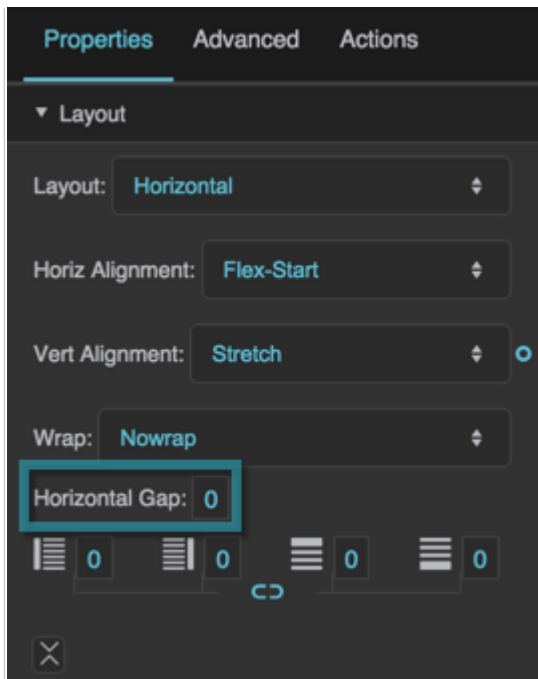 Properties Advanced Actions
Layout
Layout: Horizontal
Horiz Alignment: Flex-Start
Vert Alignment: Stretch
Wrap: Nowrap
Horizontal Gap: 0
0 0 0 0